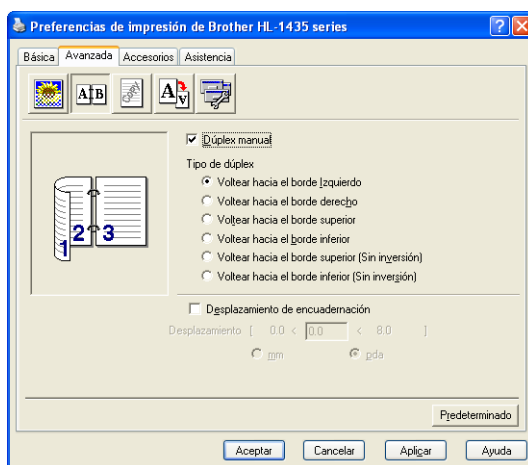 Preferencias de impresión de Brother HL-1435 series
Básica Avanzada Accesorios Asistencia
A B
A A
1 2 3
Dúplex manual
Tipo de dúplex
Voltear hacia el borde Izquierdo
Voltear hacia el borde derecho
Voltear hacia el borde superior
Voltear hacia el borde inferior
Voltear hacia el borde superior (Sin inversión)
Voltear hacia el borde inferior (Sin inversión)
Desplazamiento de encuadernación
Desplazamiento [ 0.0 < 0.0 < 8.0 ]
mm pda
Predeterminado
Aceptar Cancelar Aplicar Ayuda